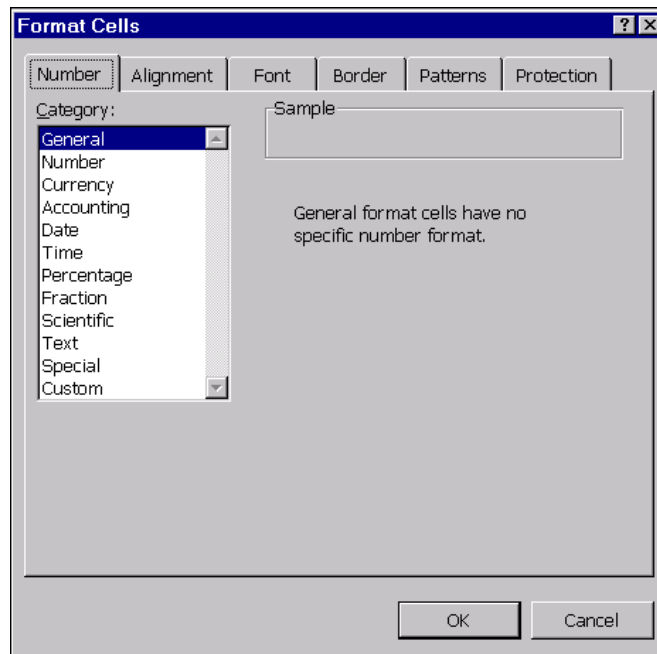 Format Cells
Number Alignment Font Border Patterns Protection
Category:
General
Number
Currency
Accounting
Date
Time
Percentage
Fraction
Scientific
Text
Special
Custom
Sample
General format cells have no
specific number format.
OK Cancel